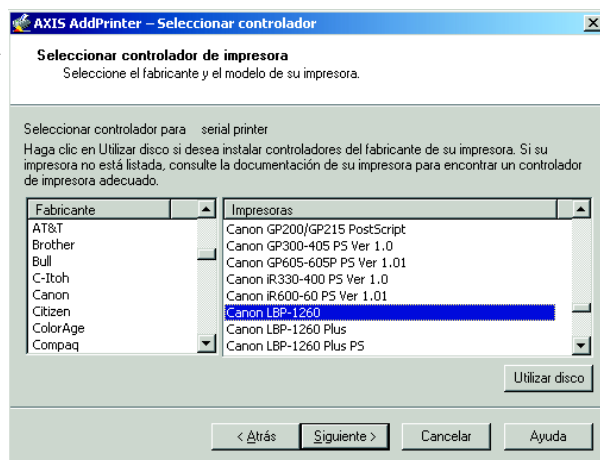 AXIS AddPrinter – Seleccionar controlador
Seleccionar controlador de impresora
Seleccione el fabricante y el modelo de su impresora.
Seleccionar controlador para serial printer
Haga clic en Utilizar disco si desea instalar controladores del fabricante de su impresora. Si su
impresora no está listada, consulte la documentación de su impresora para encontrar un controlador
de impresora adecuado.
Fabricante
AT&T
Brother
Bull
C-Itoh
Canon
Citizen
ColorAge
Compaq
Impresoras
Canon GP200/GP215 PostScript
Canon GP300-405 PS Ver 1.0
Canon GP605-605P PS Ver 1.01
Canon iR330-400 PS Ver 1.0
Canon iR600-60 PS Ver 1.01
Canon LBP-1260
Canon LBP-1260 Plus
Canon LBP-1260 Plus PS
Utilizar disco
< Atrás
Siguiente >
Cancelar
Ayuda